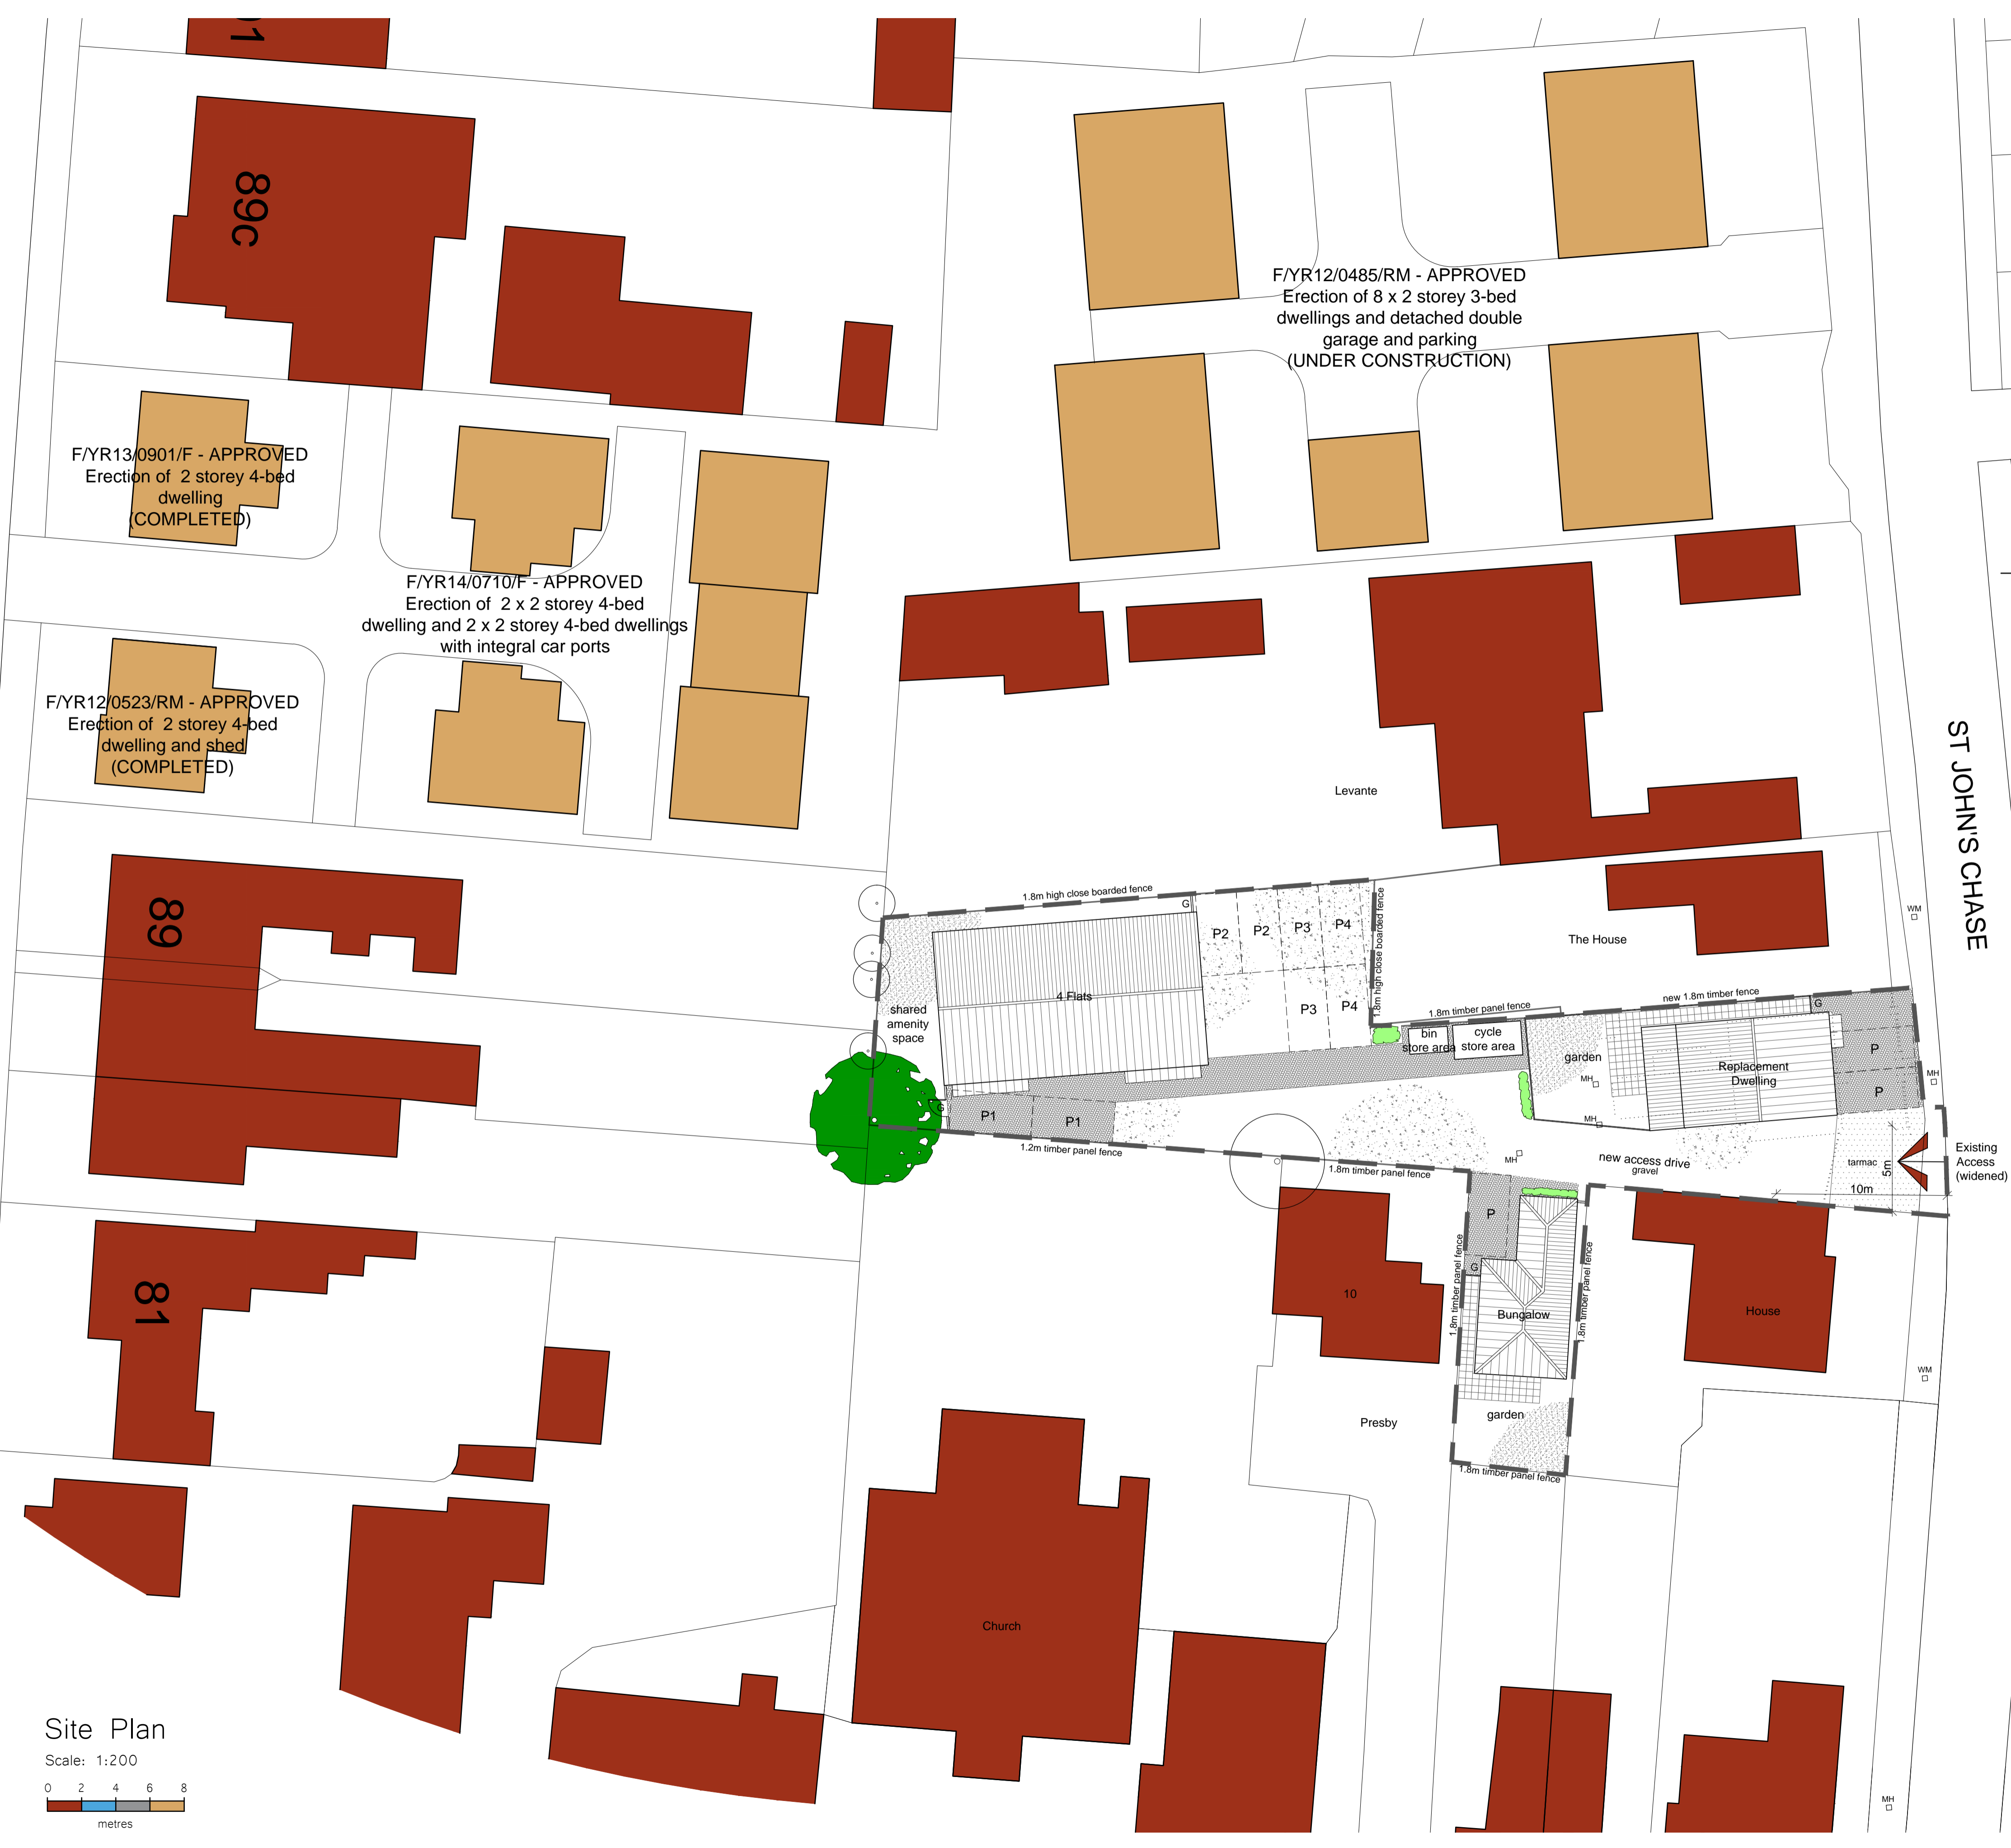 89c
F/YR12/0485/RM - APPROVED
Erection of 8 x 2 storey 3-bed
dwellings and detached double
garage and parking
(UNDER CONSTRUCTION)
F/YR13/0901/F - APPROVED
Erection of 2 storey 4-bed
dwelling
(COMPLETED)
F/YR14/0710/F - APPROVED
Erection of 2 x 2 storey 4-bed
dwelling and 2 x 2 storey 4-bed dwellings
with integral car ports
F/YR12/0523/RM - APPROVED
Erection of 2 storey 4-bed
dwelling and shed
(COMPLETED)
ST JOHN'S CHASE
Levante
89
1.8m high close boarded fence
G
P2
P2
P3
P4
1.8m high close boarded fence
The House
WM
4 Flats
P3
P4
shared
amenity
space
1.8m timber panel fence
new 1.8m timber fence
G
bin
store area
cycle
store area
garden
MH
Replacement
Dwelling
P
P
MH
G
P1
P1
MH
1.2m timber panel fence
1.8m timber panel fence
MH
new access drive
gravel
tarmac
5m
10m
Existing
Access
(widened)
P
G
1.8m timber panel fence
1.8m timber panel fence
10
Bungalow
House
81
WM
Presby
garden
1.8m timber panel fence
Church
Site Plan
Scale: 1:200
0 2 4 6 8
metres
MH